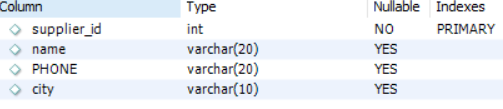 Column Type Nullable Indexes
supplier_id int NO PRIMARY
name varchar(20) YES
PHONE varchar(20) YES
city varchar(10) YES